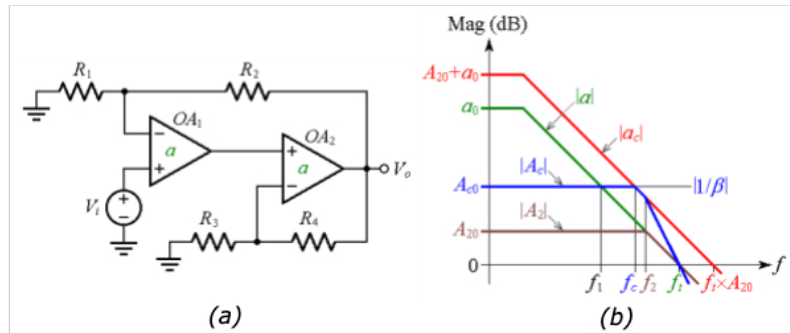 R1
R2
OA1
OA2
a
a
Vi
Vo
R3
R4
(a)
Mag (dB)
A20+a0
a0
|a|
|ac|
|Ac|
|1/β|
Ac0
|A2|
A20
0
f
f1
fc
f2
ft
ft×A20
(b)